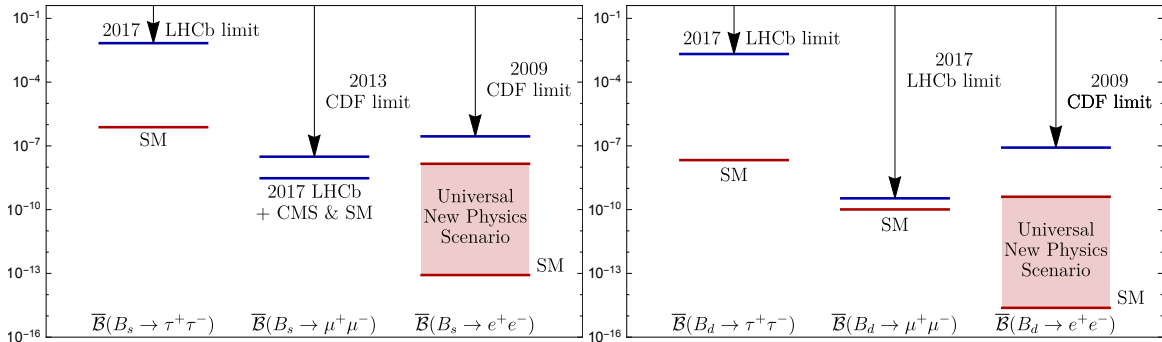 10⁻¹
10⁻⁴
10⁻⁷
10⁻¹⁰
10⁻¹³
10⁻¹⁶
2017 LHCb limit
SM
2013
CDF limit
2017 LHCb
+ CMS & SM
2009
CDF limit
Universal
New Physics
Scenario
SM
B̅(Bₛ → τ⁺τ⁻)
B̅(Bₛ → μ⁺μ⁻)
B̅(Bₛ → e⁺e⁻)
10⁻¹
10⁻⁴
10⁻⁷
10⁻¹⁰
10⁻¹³
10⁻¹⁶
2017 LHCb limit
SM
2017
LHCb limit
SM
2009
CDF limit
Universal
New Physics
Scenario
SM
B̅(B_d → τ⁺τ⁻)
B̅(B_d → μ⁺μ⁻)
B̅(B_d → e⁺e⁻)